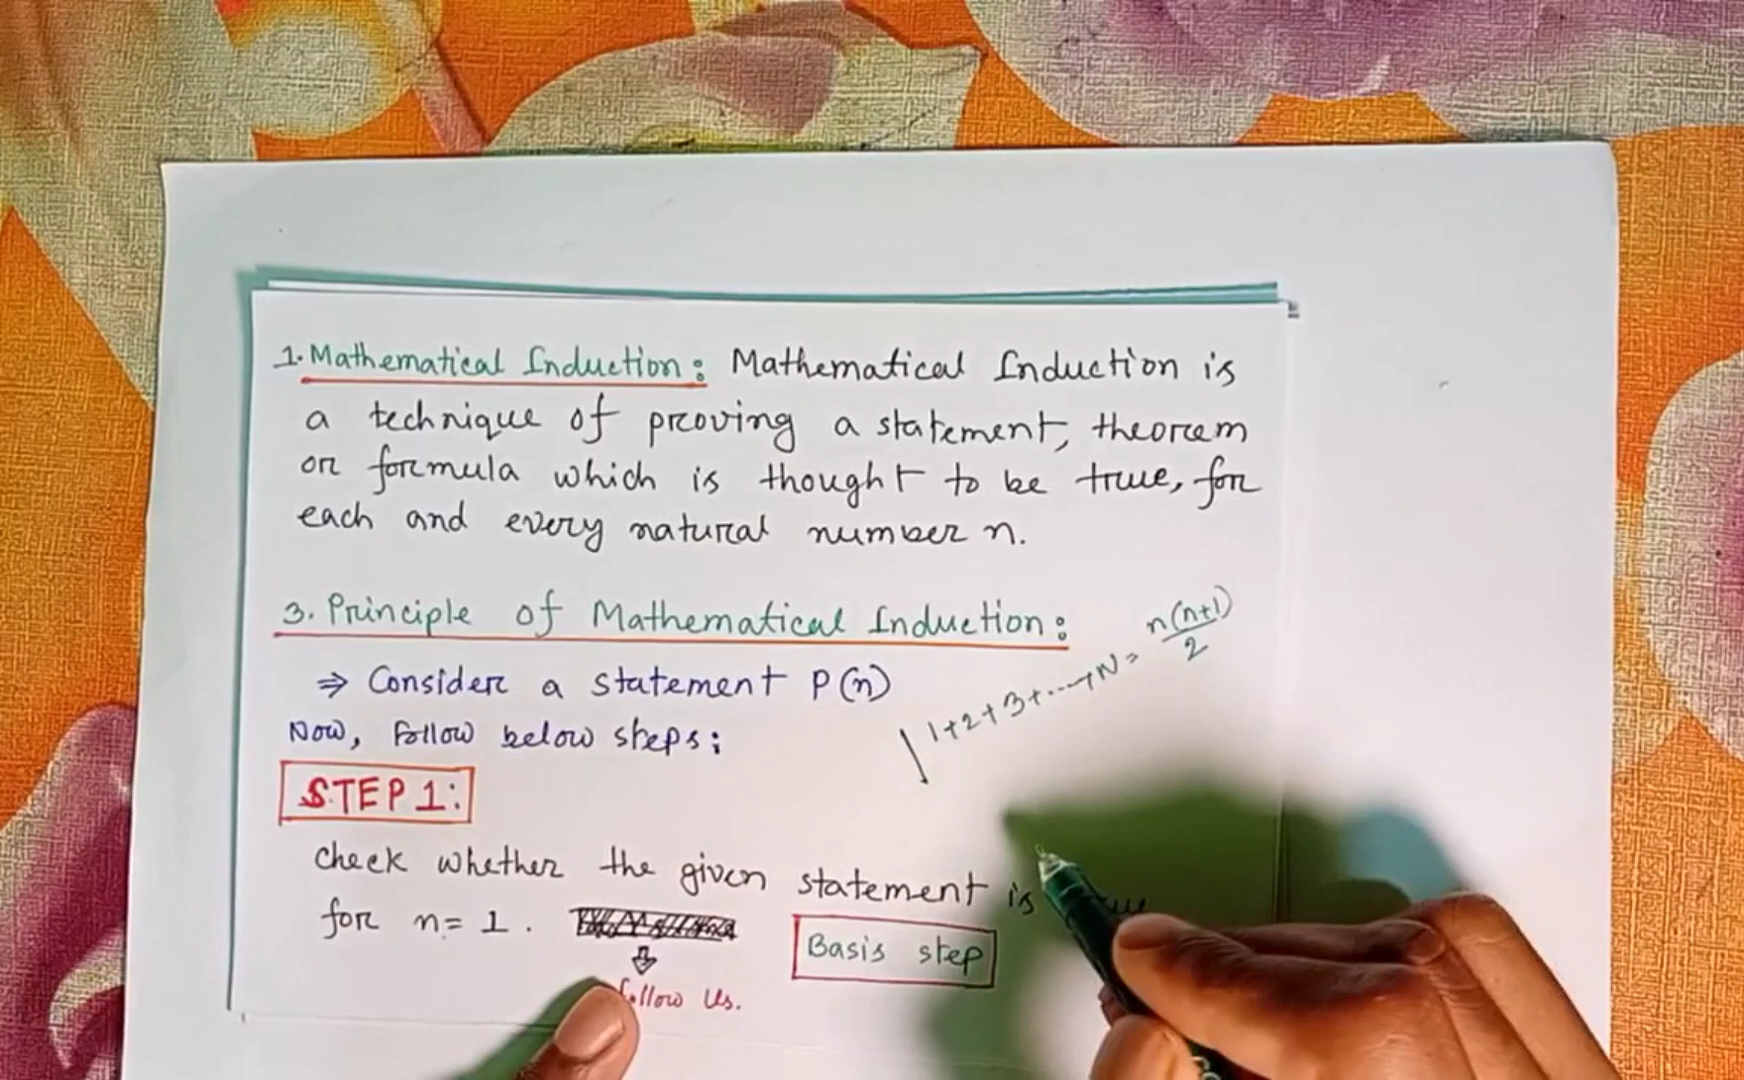 1. Mathematical Induction: Mathematical Induction is
a technique of proving a statement, theorem
or formula which is thought to be true, for
each and every natural number n.
3. Principle of Mathematical Induction:
⇒ Consider a statement P(n)
1+2+3+....+N = n(n+1)/2
Now, follow below steps:
STEP 1:
check whether the given statement is
for n= 1.
Basis step
follow Us.